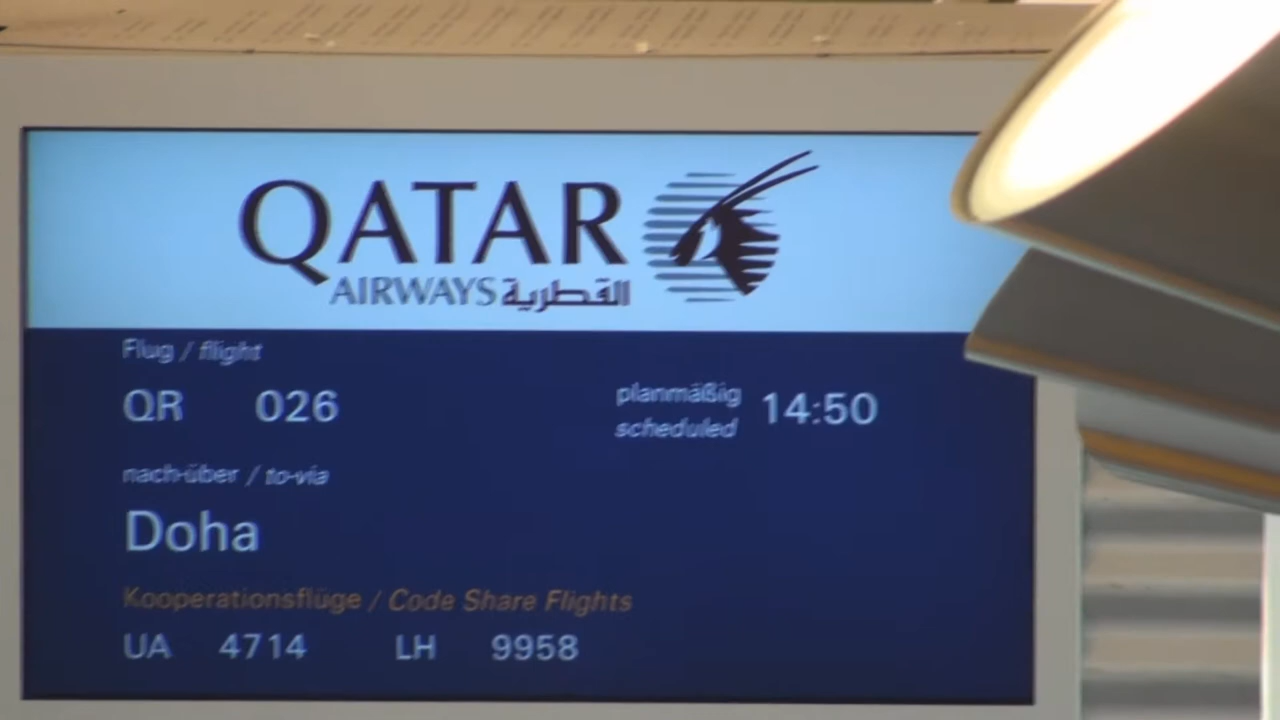 QATAR
AIRWAYS القطرية
Flug / flight
QR 026
planmäßig
scheduled
14:50
nach-über / to-via
Doha
Kooperationsflüge / Code Share Flights
UA 4714 LH 9958